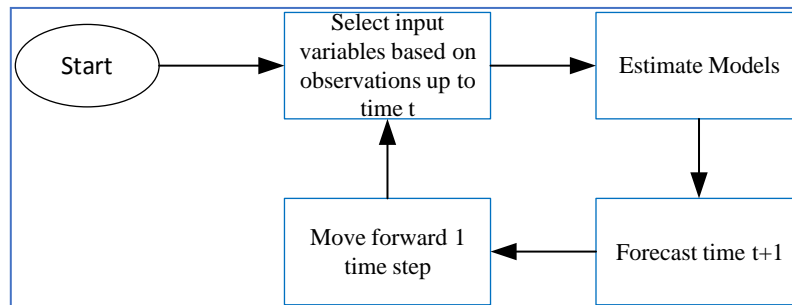 Start
Select input
variables based on
observations up to
time t
Estimate Models
Move forward 1
time step
Forecast time t+1